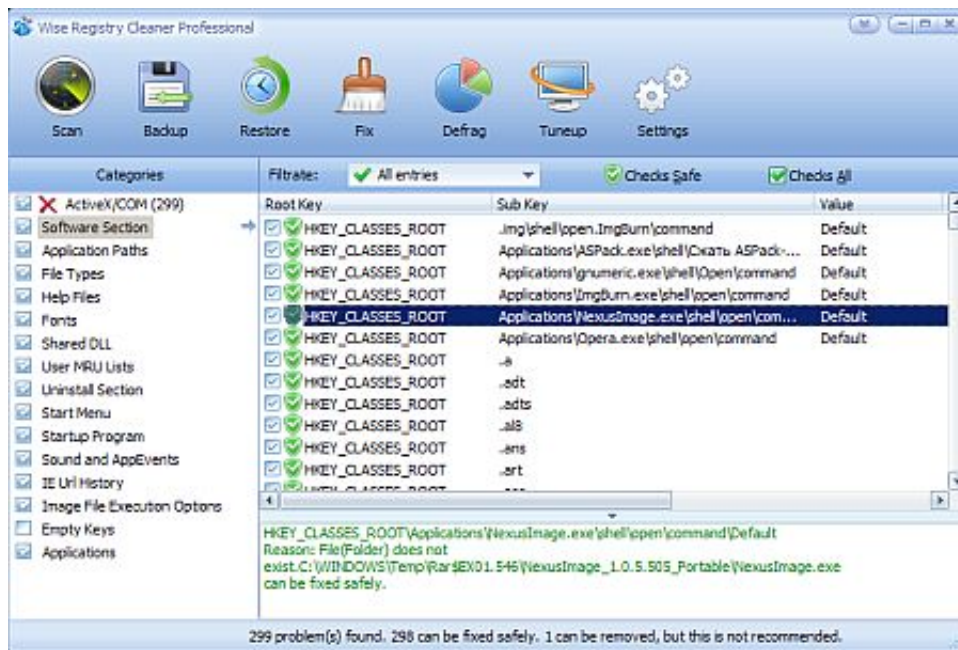 Wise Registry Cleaner Professional
Scan Backup Restore Fix Defrag Tuneup Settings
Categories Filtrate: All entries Checks Safe Checks All
ActiveX/COM (299)
Software Section
Application Paths
File Types
Help Files
Fonts
Shared DLL
User MRU Lists
Uninstall Section
Start Menu
Startup Program
Sound and AppEvents
IE Url History
Image File Execution Options
Empty Keys
Applications
Root Key Sub Key Value
HKEY_CLASSES_ROOT .img\shell\open.ImgBurn\command Default
HKEY_CLASSES_ROOT Applications\ASPack.exe\shell\Сжать ASPack-... Default
HKEY_CLASSES_ROOT Applications\gnumeric.exe\shell\Open\command Default
HKEY_CLASSES_ROOT Applications\ImgBurn.exe\shell\open\command Default
HKEY_CLASSES_ROOT Applications\NexusImage.exe\shell\open\com... Default
HKEY_CLASSES_ROOT Applications\Opera.exe\shell\open\command Default
HKEY_CLASSES_ROOT .a
HKEY_CLASSES_ROOT .adt
HKEY_CLASSES_ROOT .adts
HKEY_CLASSES_ROOT .al8
HKEY_CLASSES_ROOT .ans
HKEY_CLASSES_ROOT .art
HKEY_CLASSES_ROOT\Applications\NexusImage.exe\shell\open\command\Default
Reason: File(Folder) does not
exist.C:\WINDOWS\Temp\Rar$EX01.546\NexusImage_1.0.5.505_Portable\NexusImage.exe
can be fixed safely.
299 problem(s) found. 298 can be fixed safely. 1 can be removed, but this is not recommended.